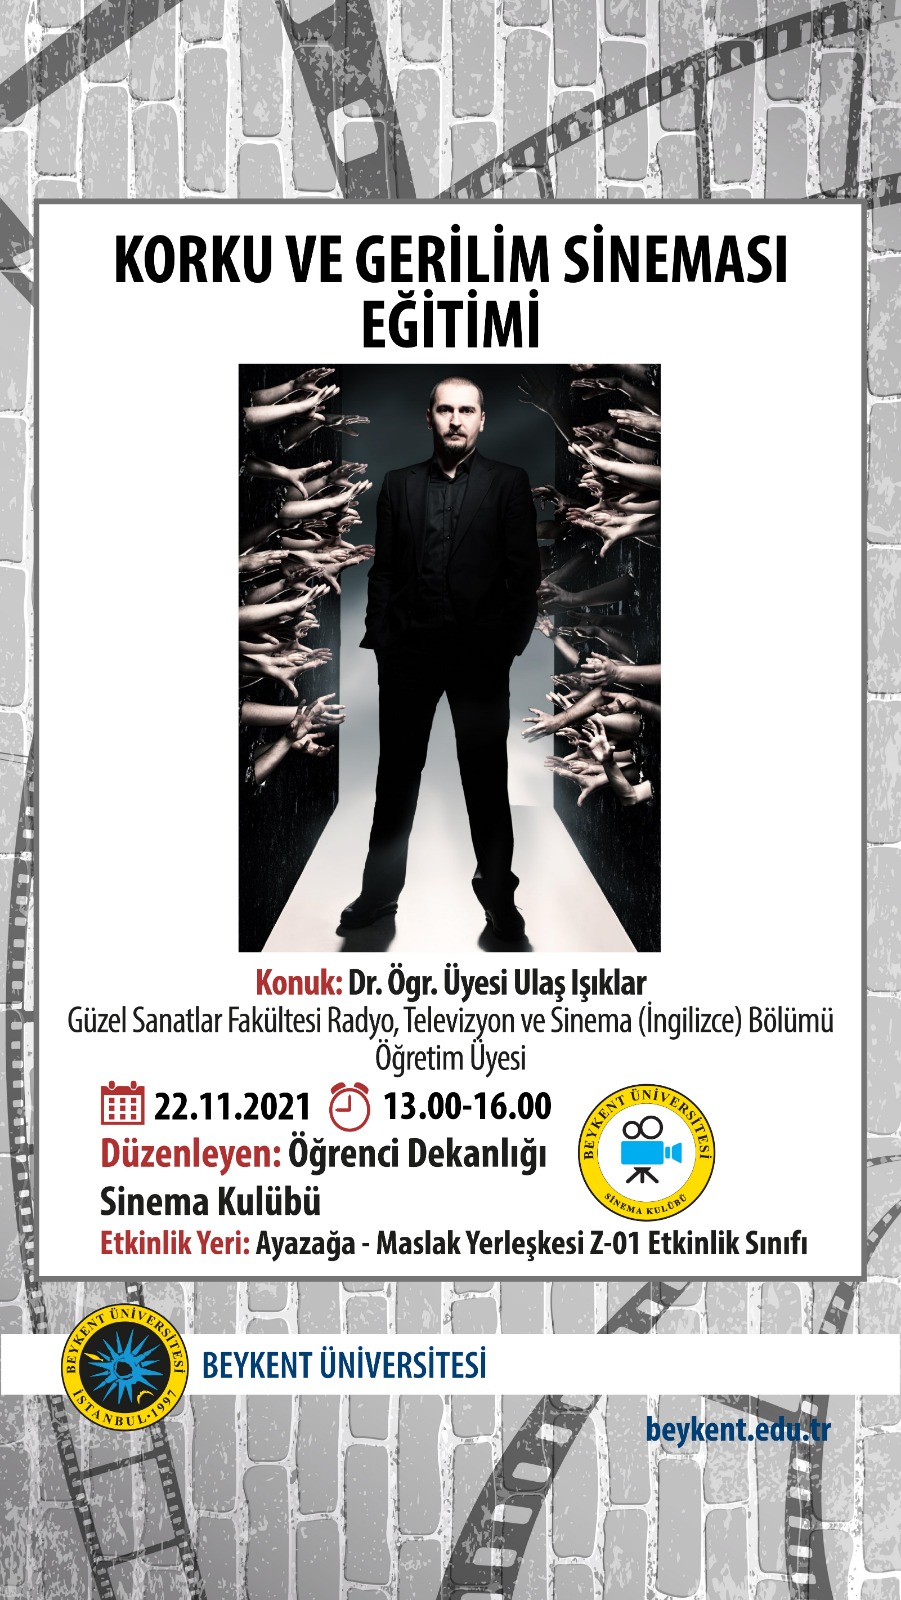 KORKU VE GERİLİM SİNEMASI
EĞİTİMİ
Konuk: Dr. Ögr. Üyesi Ulaş Işıklar
Güzel Sanatlar Fakültesi Radyo, Televizyon ve Sinema (İngilizce) Bölümü
Öğretim Üyesi
22.11.2021 13.00-16.00
Düzenleyen: Öğrenci Dekanlığı
Sinema Kulübü
BEYKENT ÜNİVERSİTESİ
SİNEMA KULUBÜ
Etkinlik Yeri: Ayazağa - Maslak Yerleşkesi Z-01 Etkinlik Sınıfı
BEYKENT ÜNİVERSİTESİ
İSTANBUL·1997
BEYKENT ÜNİVERSİTESİ
beykent.edu.tr